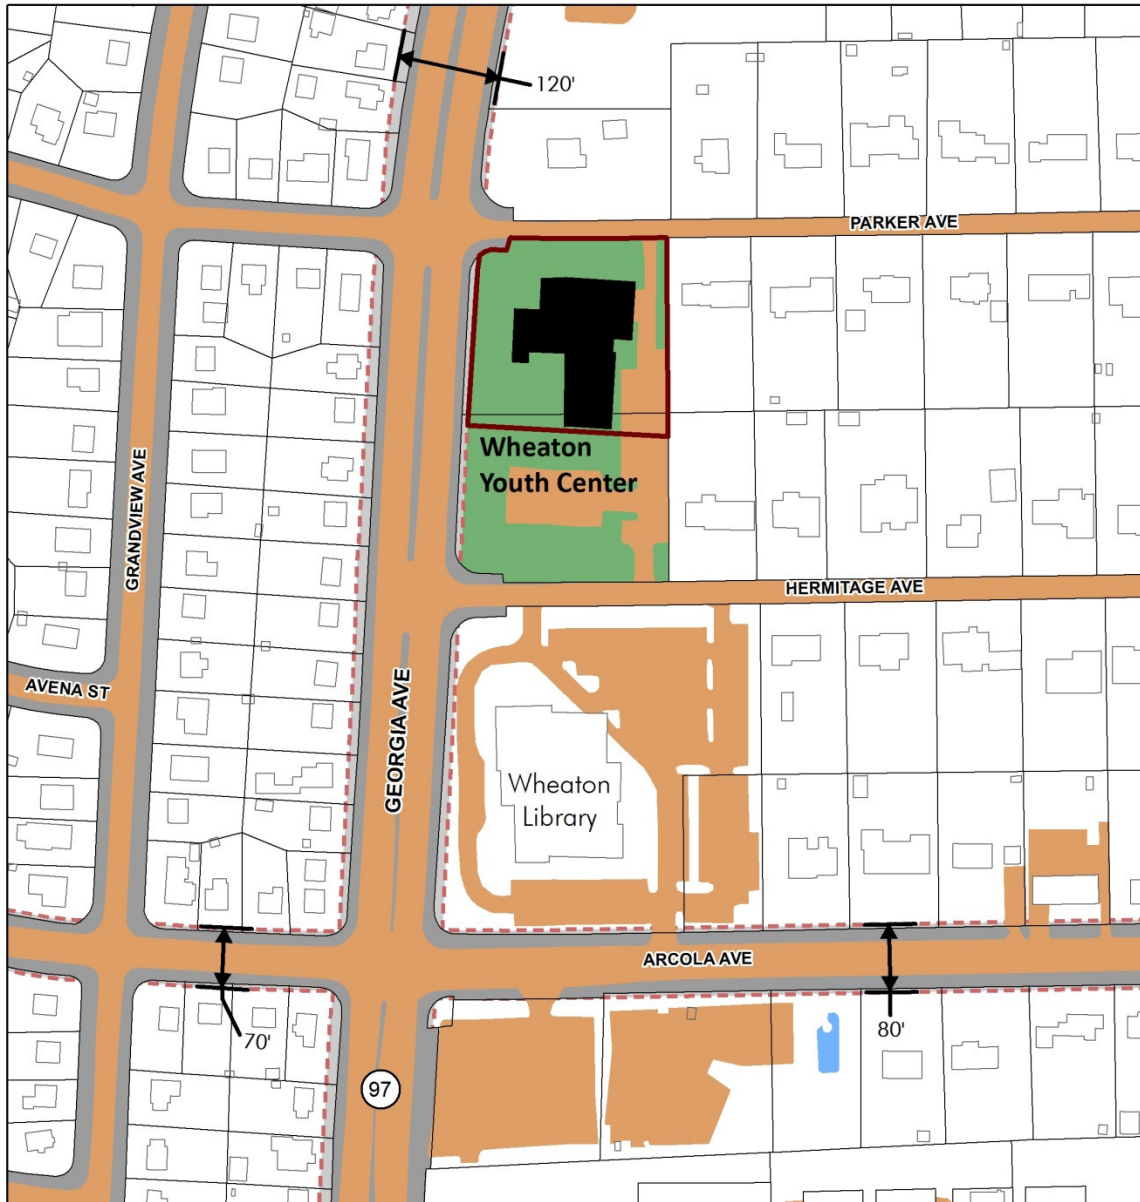 120'
PARKER AVE
Wheaton
Youth Center
GRANDVIEW AVE
HERMITAGE AVE
AVENA ST
GEORGIA AVE
Wheaton
Library
ARCOLA AVE
70'
80'
97